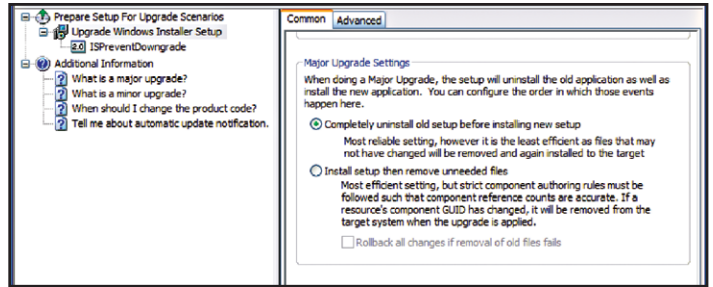 Prepare Setup For Upgrade Scenarios
Upgrade Windows Installer Setup
2.0 ISPreventDowngrade
Additional Information
What is a major upgrade?
What is a minor upgrade?
When should I change the product code?
Tell me about automatic update notification.
Common Advanced
Major Upgrade Settings
When doing a Major Upgrade, the setup will uninstall the old application as well as
install the new application. You can configure the order in which those events
happen here.
Completely uninstall old setup before installing new setup
Most reliable setting, however it is the least efficient as files that may
not have changed will be removed and again installed to the target
Install setup then remove unneeded files
Most efficient setting, but strict component authoring rules must be
followed such that component reference counts are accurate. If a
resource's component GUID has changed, it will be removed from the
target system when the upgrade is applied.
Rollback all changes if removal of old files fails